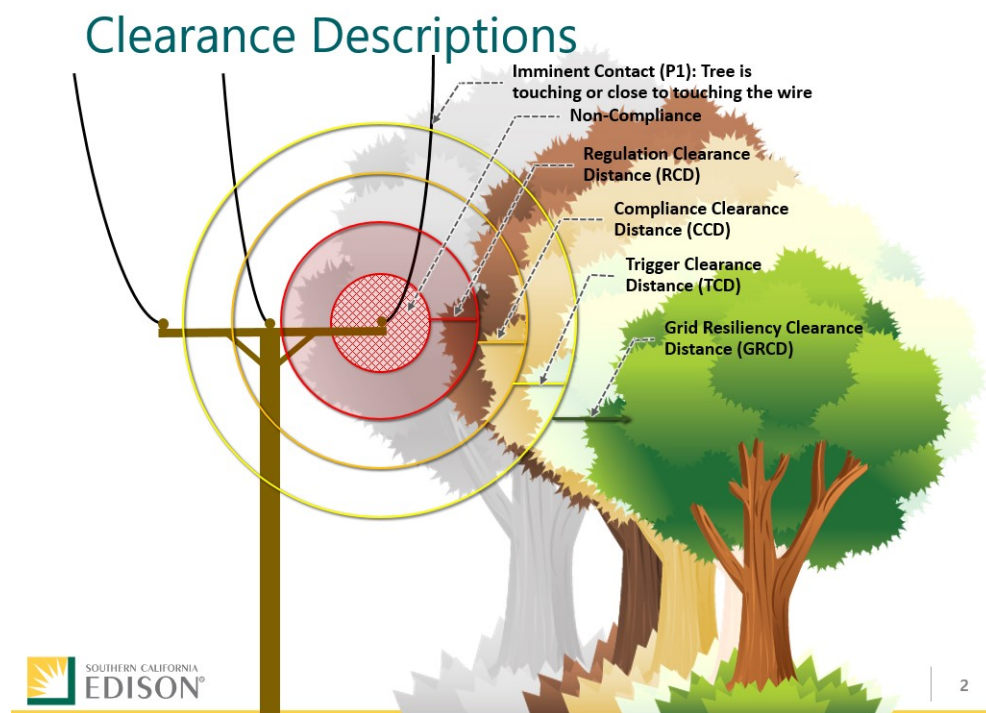 Clearance Descriptions
Imminent Contact (P1): Tree is
touching or close to touching the wire
Non-Compliance
Regulation Clearance
Distance (RCD)
Compliance Clearance
Distance (CCD)
Trigger Clearance
Distance (TCD)
Grid Resiliency Clearance
Distance (GRCD)
SOUTHERN CALIFORNIA
EDISON®
2